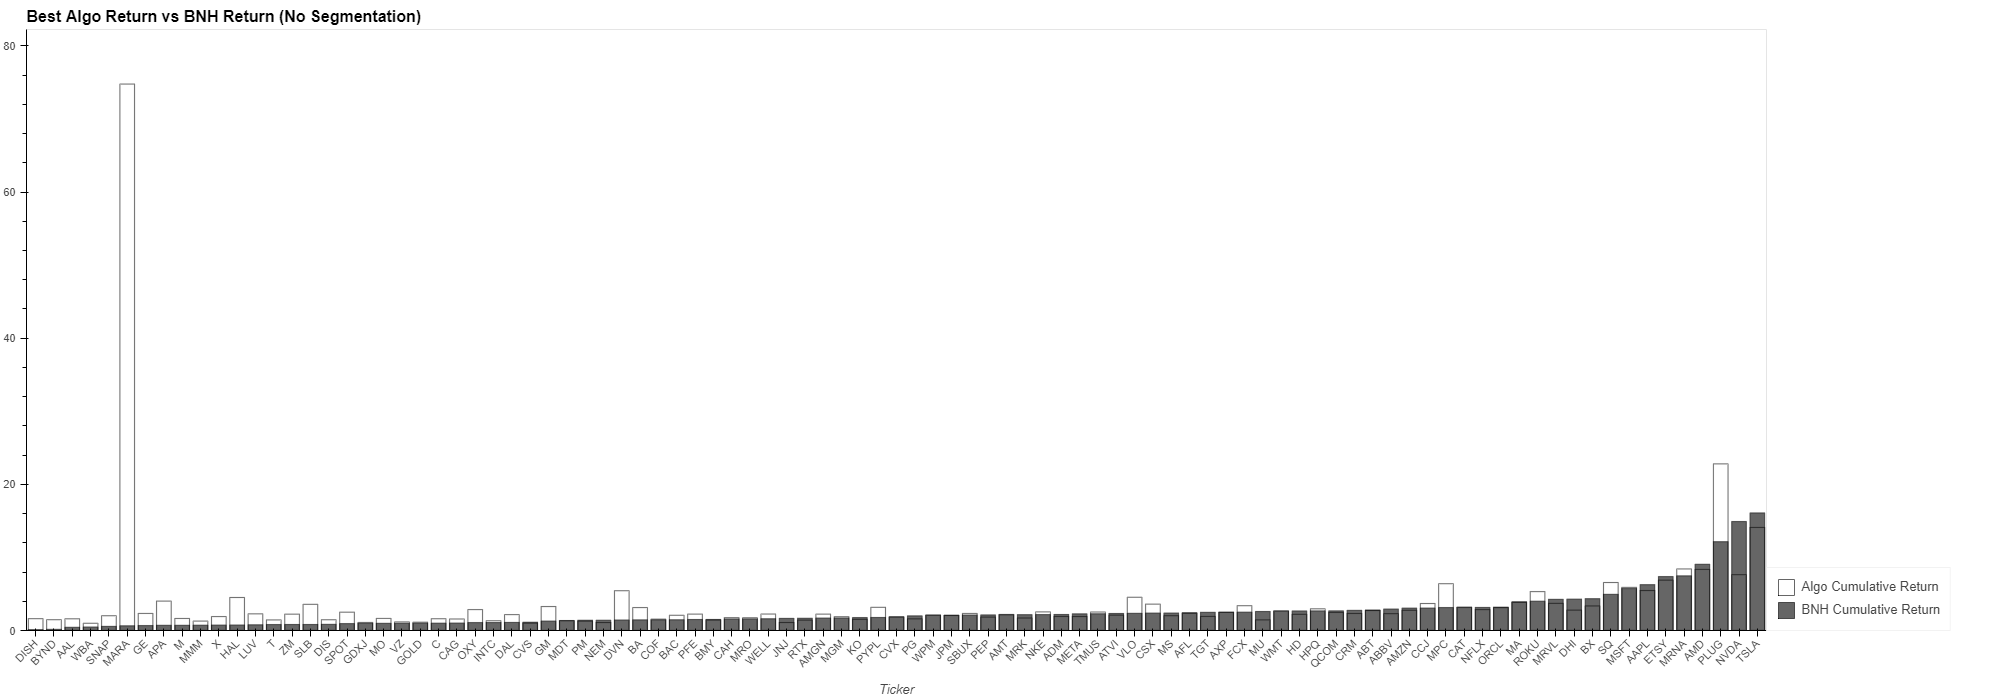 Best Algo Return vs BNH Return (No Segmentation)
80
60
40
20
0
DISH
BYND
AAL
WBA
SNAP
MARA
GE
APA
M
MMM
X
HAL
LUV
T
ZM
SLB
DIS
SPOT
GDXJ
MO
VZ
GOLD
C
CAG
OXY
INTC
DAL
CVS
GM
MDT
PM
NEM
DVN
BA
COF
BAC
PFE
BMY
CAH
MRO
WELL
JNJ
RTX
AMGN
MGM
KO
PYPL
CVX
PG
WPM
JPM
SBUX
PEP
AMT
MRK
NKE
ADM
META
TMUS
ATVI
VLO
CSX
MS
AFL
TGT
AXP
FCX
MU
WMT
HD
HPQ
QCOM
CRM
ABT
ABBV
AMZN
CCJ
MPC
CAT
NFLX
ORCL
MA
ROKU
MRVL
DHI
BX
SQ
MSFT
AAPL
ETSY
MRNA
AMD
PLUG
NVDA
TSLA
Ticker
Algo Cumulative Return
BNH Cumulative Return